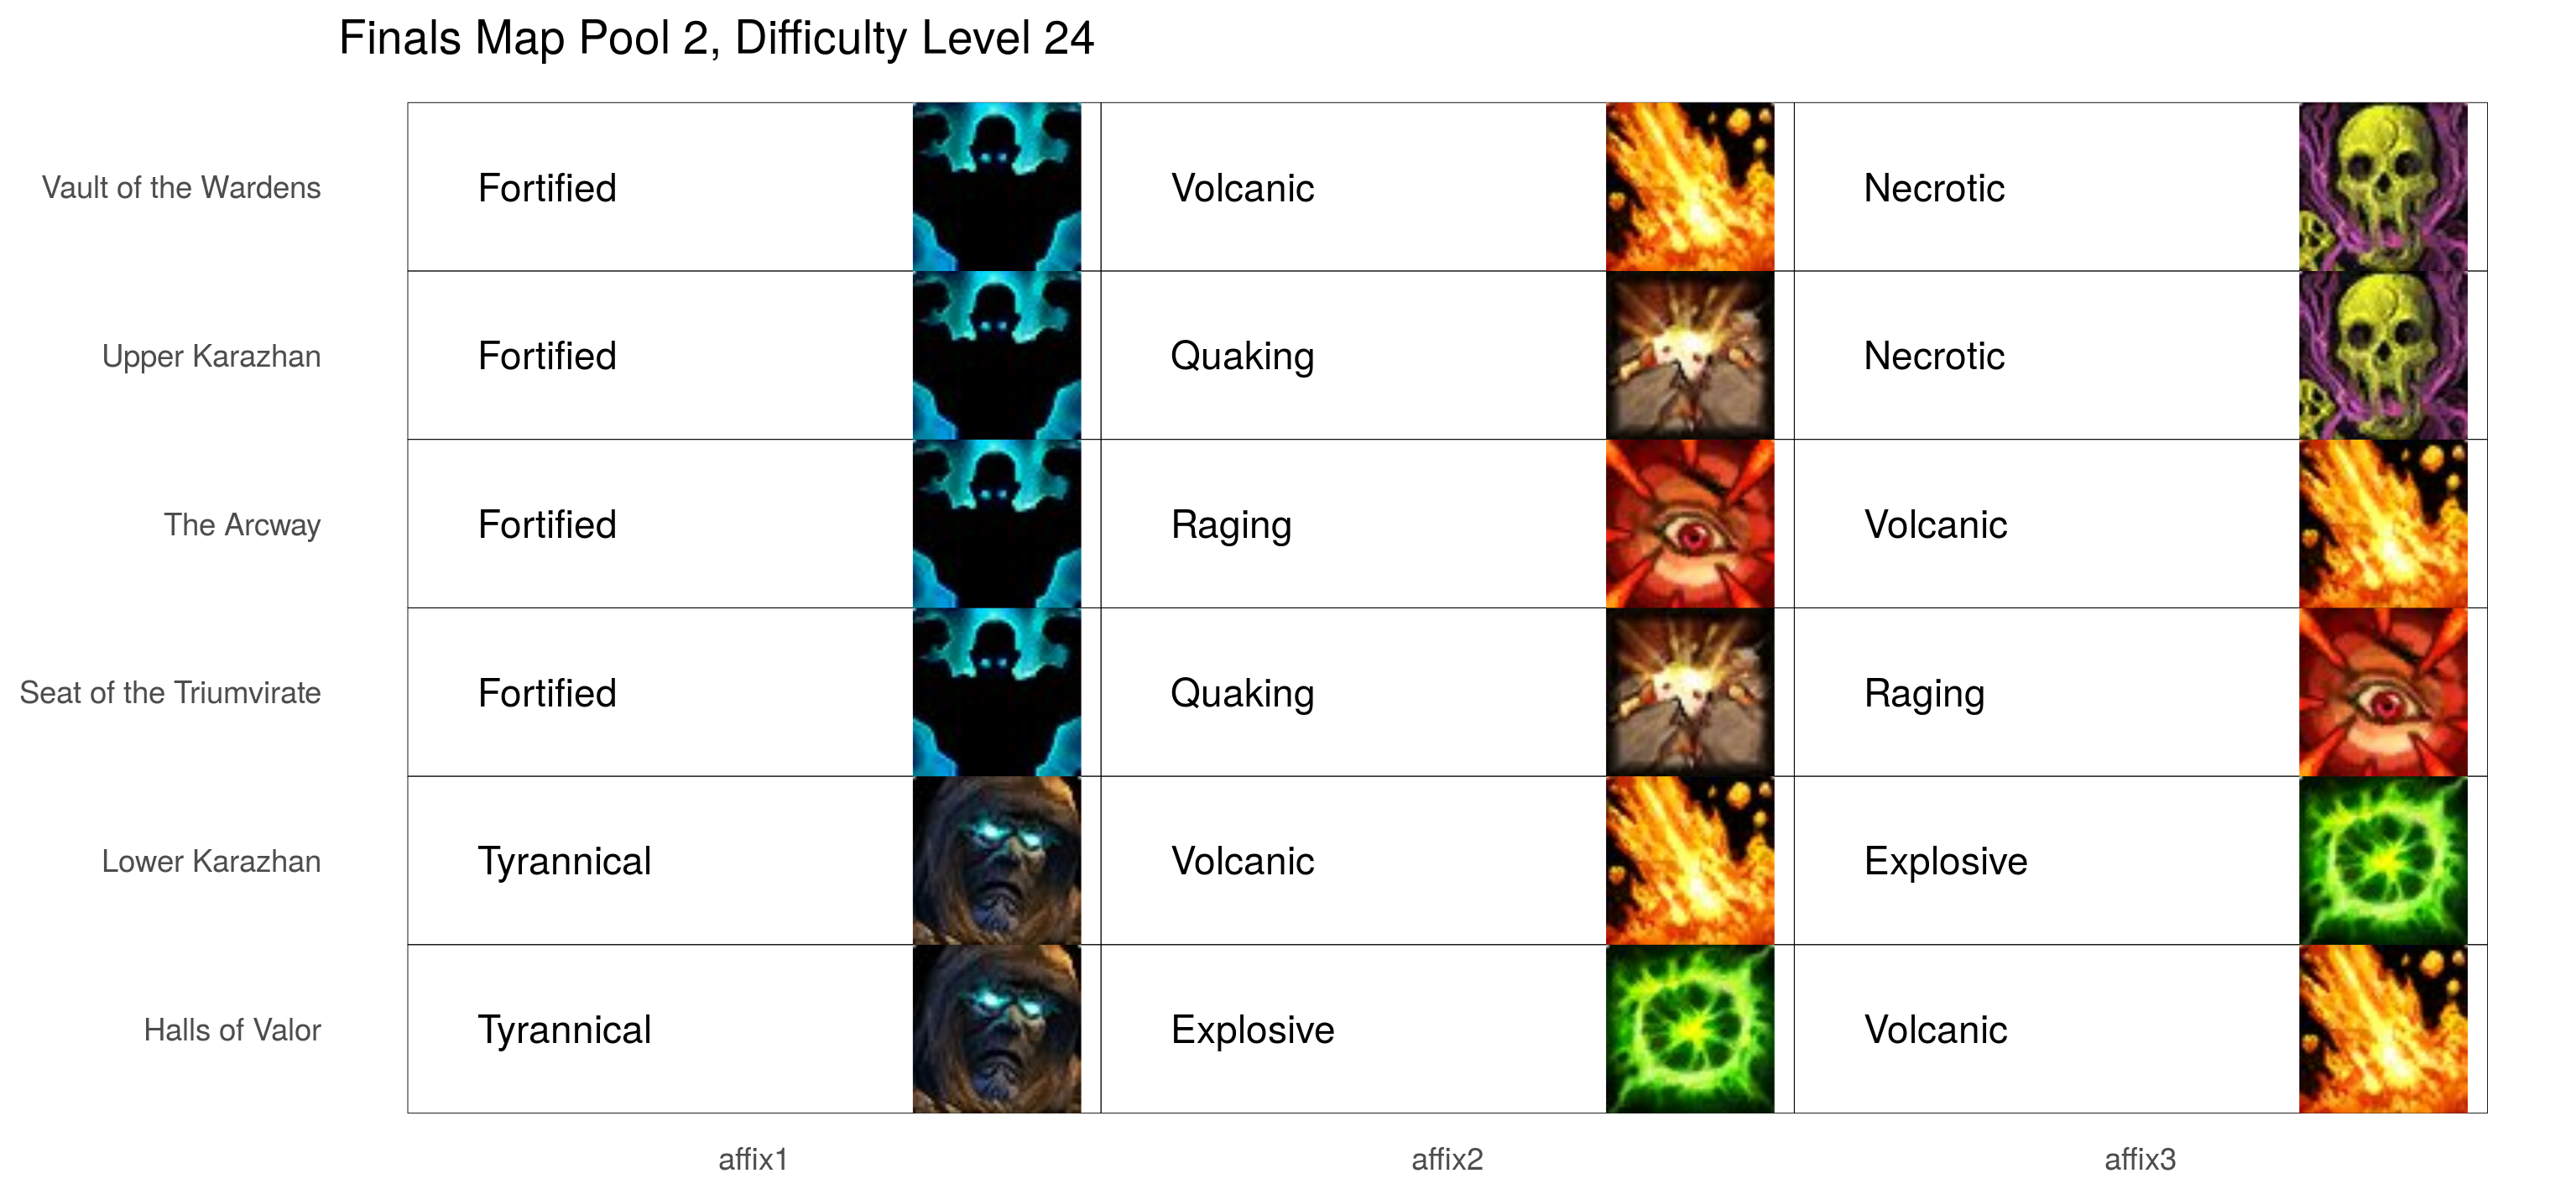 Finals Map Pool 2, Difficulty Level 24
Vault of the Wardens Fortified Volcanic Necrotic
Upper Karazhan Fortified Quaking Necrotic
The Arcway Fortified Raging Volcanic
Seat of the Triumvirate Fortified Quaking Raging
Lower Karazhan Tyrannical Volcanic Explosive
Halls of Valor Tyrannical Explosive Volcanic
affix1 affix2 affix3